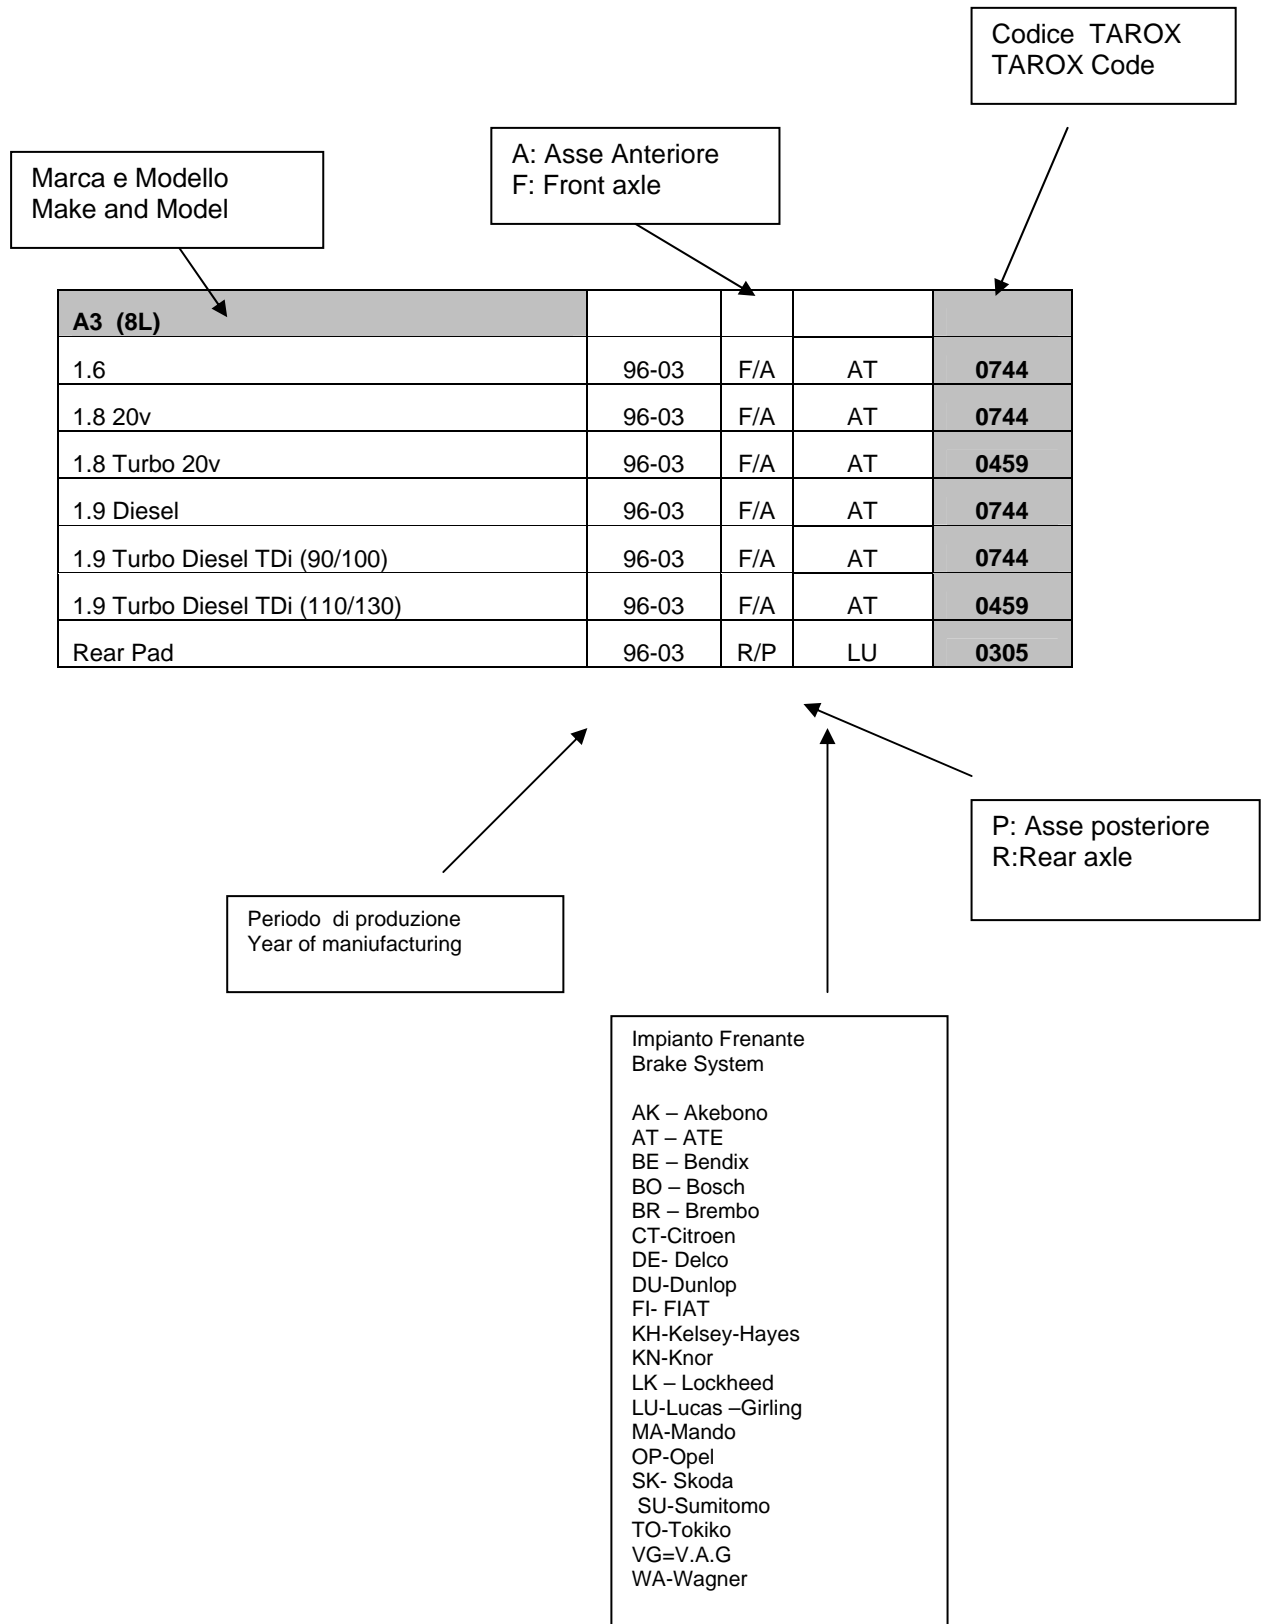 Codice  TAROX
TAROX Code
A: Asse Anteriore
F: Front axle
Marca e Modello
Make and Model
A3  (8L)
1.6 96-03 F/A AT 0744
1.8 20v 96-03 F/A AT 0744
1.8 Turbo 20v 96-03 F/A AT 0459
1.9 Diesel 96-03 F/A AT 0744
1.9 Turbo Diesel TDi (90/100) 96-03 F/A AT 0744
1.9 Turbo Diesel TDi (110/130) 96-03 F/A AT 0459
Rear Pad 96-03 R/P LU 0305
P: Asse posteriore
R:Rear axle
Periodo  di produzione
Year of maniufacturing
Impianto Frenante
Brake System
AK – Akebono
AT – ATE
BE – Bendix
BO – Bosch
BR – Brembo
CT-Citroen
DE- Delco
DU-Dunlop
FI- FIAT
KH-Kelsey-Hayes
KN-Knor
LK – Lockheed
LU-Lucas –Girling
MA-Mando
OP-Opel
SK- Skoda
SU-Sumitomo
TO-Tokiko
VG=V.A.G
WA-Wagner